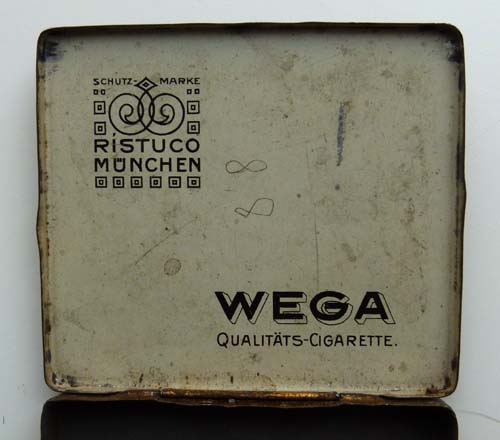 SCHUTZ- MARKE
RISTUCO
MÜNCHEN
WEGA
QUALITÄTS-CIGARETTE.